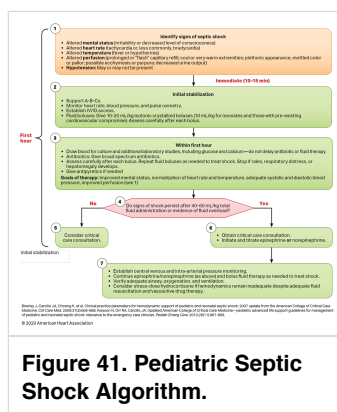 1
Identify signs of septic shock
• Altered mental status (irritability or decreased level of consciousness)
• Altered heart rate (tachycardia or, less commonly, bradycardia)
• Altered temperature (fever or hypothermia)
• Altered perfusion (prolonged or "flash" capillary refill; cool or very warm extremities; plethoric appearance; mottled color
or pallor; possible ecchymosis or purpura; decreased urine output)
• Hypotension: May or may not be present
First
hour
Immediate (10-15 min)
2
Initial stabilization
• Support A-B-Cs.
• Monitor heart rate, blood pressure, and pulse oximetry.
• Establish IV/IO access.
• Fluid boluses: Give 10-20 mL/kg isotonic crystalloid boluses (10 mL/kg for neonates and those with pre-existing
cardiovascular compromise). Assess carefully after each bolus.
3
Within first hour
• Draw blood for culture and additional laboratory studies, including glucose and calcium—do not delay antibiotic or fluid therapy.
• Antibiotics: Give broad-spectrum antibiotics.
• Assess carefully after each bolus. Repeat fluid boluses as needed to treat shock. Stop if rales, respiratory distress, or
hepatomegaly develops.
• Give antipyretics if needed
Goals of therapy: Improved mental status, normalization of heart rate and temperature, adequate systolic and diastolic blood
pressure, improved perfusion (see 1)
4
Do signs of shock persist after 40-60 mL/kg total
fluid administration or evidence of fluid overload?
No
Yes
5
Consider critical
care consultation.
6
• Obtain critical care consultation.
• Initiate and titrate epinephrine or norepinephrine.
Initial stabilization
7
• Establish central venous and intra-arterial pressure monitoring.
• Continue epinephrine/norepinephrine as above and bolus fluid therapy as needed to treat shock.
• Verify adequate airway, oxygenation, and ventilation.
• Consider stress-dose hydrocortisone if hemodynamics remain inadequate despite adequate fluid
resuscitation and vasoactive drug therapy.
© 2020 American Heart Association
Figure 41. Pediatric Septic
Shock Algorithm.